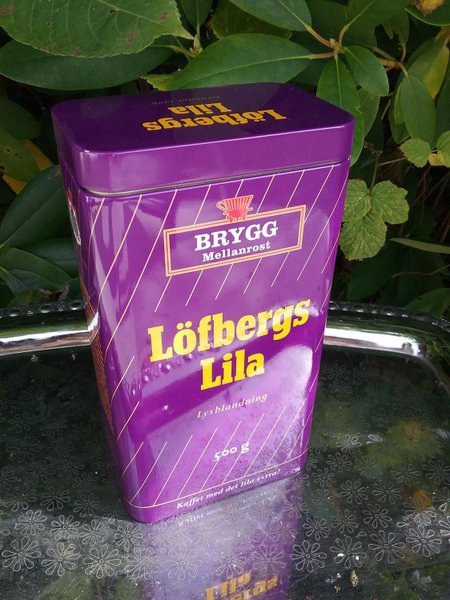 Löfbergs
Lila
BRYGG
Mellanrost
Löfbergs
Lila
Lyxblandning
500 g
Kaffet med det lila extra!